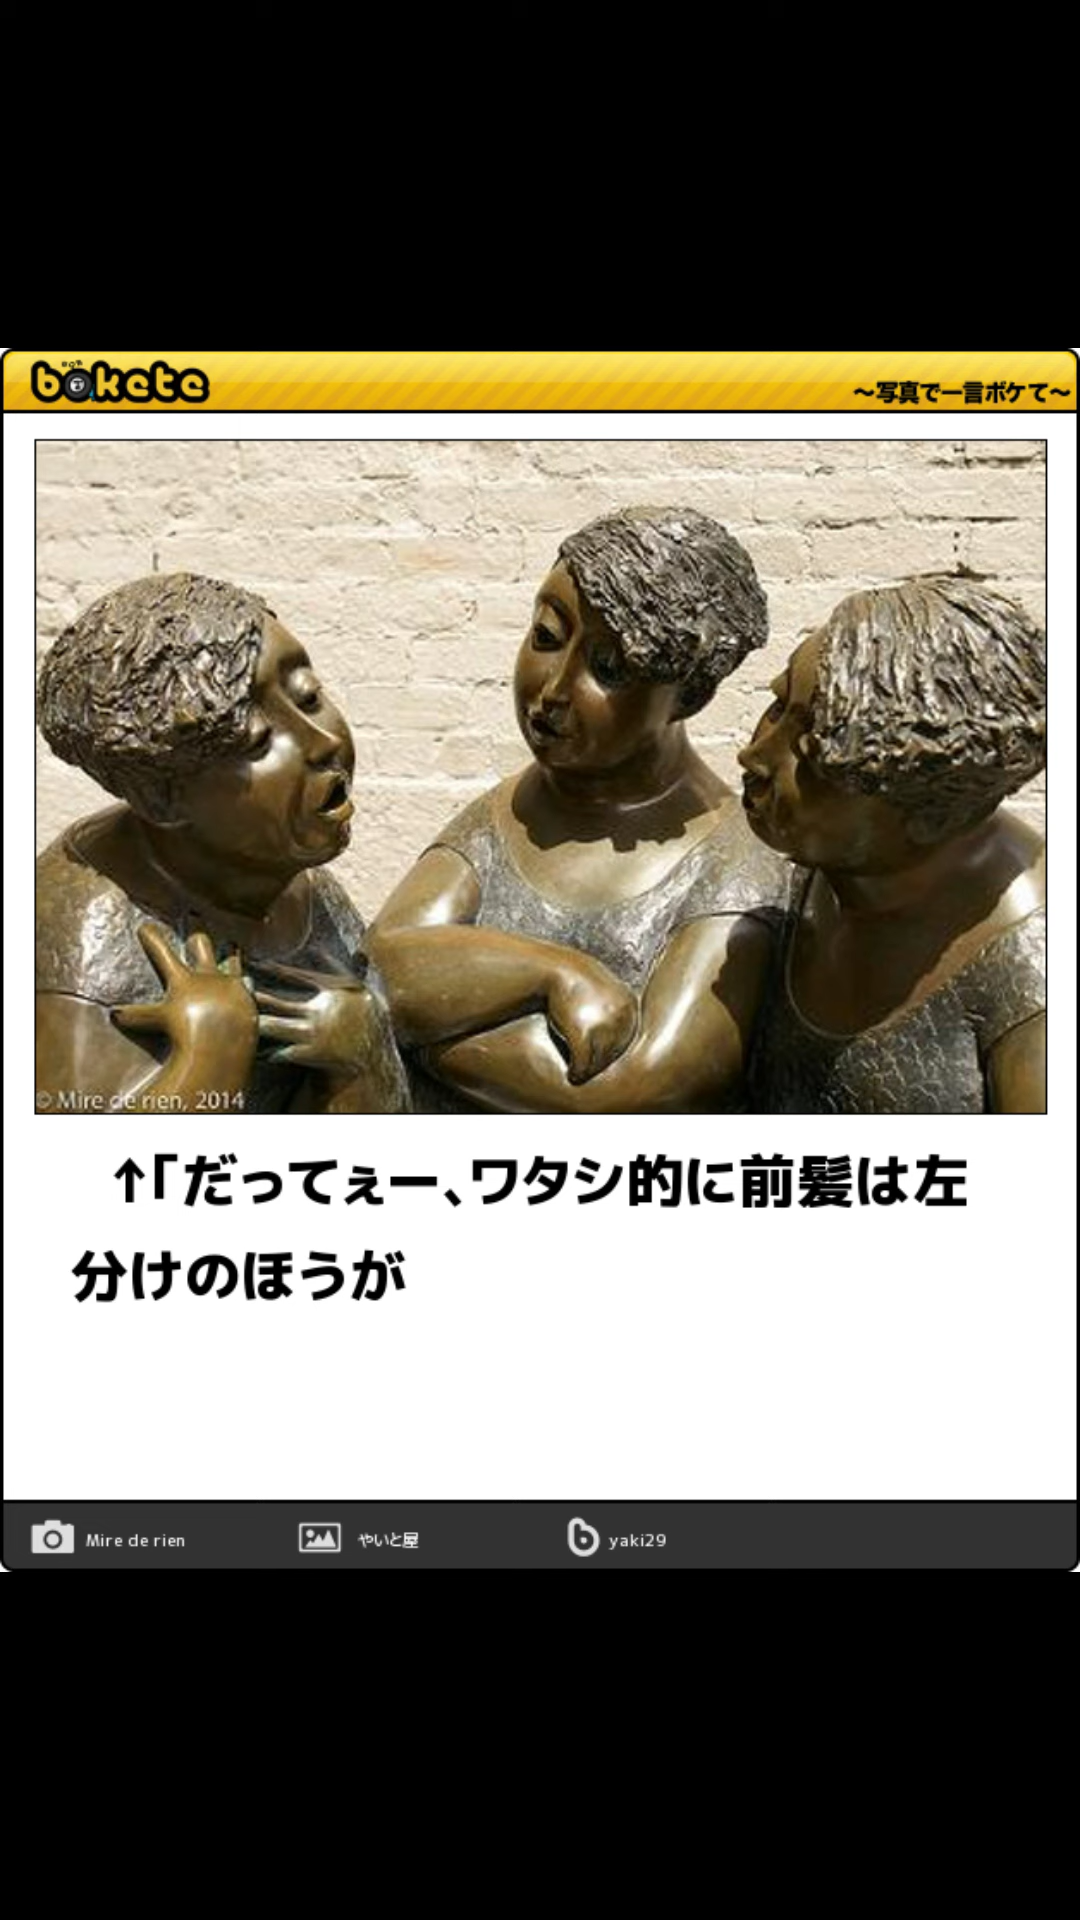 bokete
〜写真で一言ボケて〜
© Mire de rien, 2014
↑「だってぇー、ワタシ的に前髪は左
分けのほうが
Mire de rien
やいと屋
yaki29